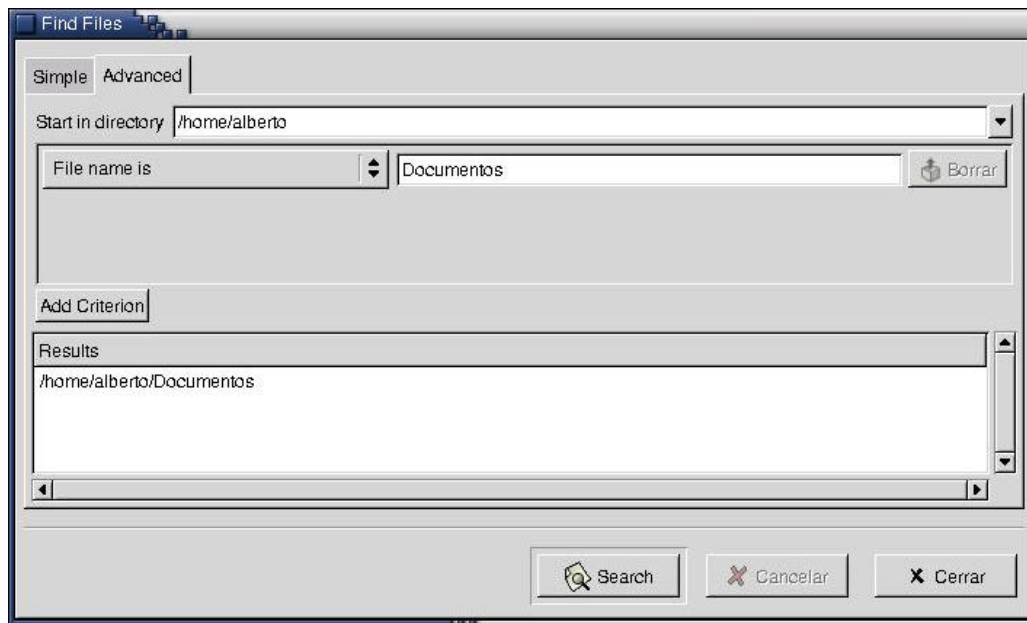 Find Files
Simple Advanced
Start in directory /home/alberto
File name is Documentos Borrar
Add Criterion
Results
/home/alberto/Documentos
Search Cancelar Cerrar